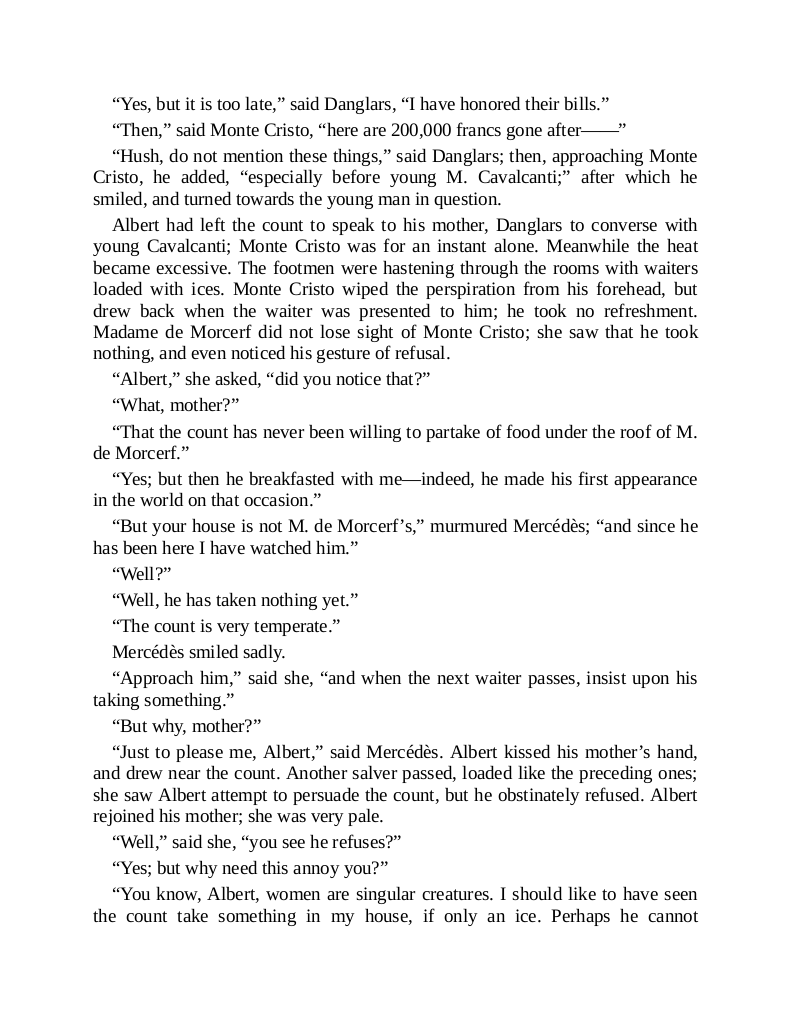 “Yes, but it is too late,” said Danglars, “I have honored their bills.”
“Then,” said Monte Cristo, “here are 200,000 francs gone after——”
“Hush, do not mention these things,” said Danglars; then, approaching Monte
Cristo, he added, “especially before young M. Cavalcanti;” after which he
smiled, and turned towards the young man in question.
Albert had left the count to speak to his mother, Danglars to converse with
young Cavalcanti; Monte Cristo was for an instant alone. Meanwhile the heat
became excessive. The footmen were hastening through the rooms with waiters
loaded with ices. Monte Cristo wiped the perspiration from his forehead, but
drew back when the waiter was presented to him; he took no refreshment.
Madame de Morcerf did not lose sight of Monte Cristo; she saw that he took
nothing, and even noticed his gesture of refusal.
“Albert,” she asked, “did you notice that?”
“What, mother?”
“That the count has never been willing to partake of food under the roof of M.
de Morcerf.”
“Yes; but then he breakfasted with me—indeed, he made his first appearance
in the world on that occasion.”
“But your house is not M. de Morcerf’s,” murmured Mercédès; “and since he
has been here I have watched him.”
“Well?”
“Well, he has taken nothing yet.”
“The count is very temperate.”
Mercédès smiled sadly.
“Approach him,” said she, “and when the next waiter passes, insist upon his
taking something.”
“But why, mother?”
“Just to please me, Albert,” said Mercédès. Albert kissed his mother’s hand,
and drew near the count. Another salver passed, loaded like the preceding ones;
she saw Albert attempt to persuade the count, but he obstinately refused. Albert
rejoined his mother; she was very pale.
“Well,” said she, “you see he refuses?”
“Yes; but why need this annoy you?”
“You know, Albert, women are singular creatures. I should like to have seen
the count take something in my house, if only an ice. Perhaps he cannot